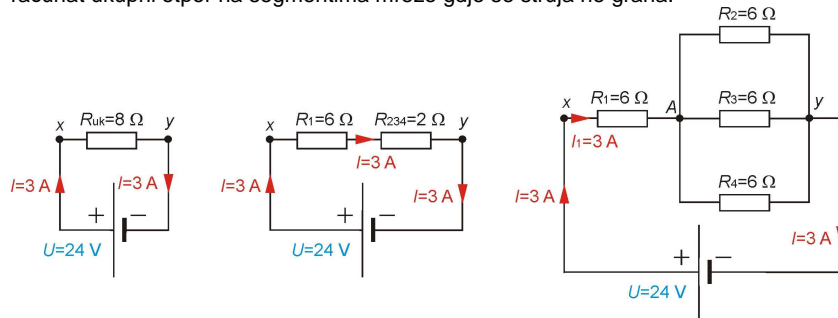 računat ukupni otpor na segmentima mreže gdje se struja ne grana.
x Ruk=8 Ω y
I=3 A I=3 A
+ −
U=24 V
x R1=6 Ω R234=2 Ω y
I=3 A
I=3 A I=3 A
+ −
U=24 V
R2=6 Ω
x R1=6 Ω A R3=6 Ω y
I1=3 A
R4=6 Ω
I=3 A
I=3 A
+ −
U=24 V